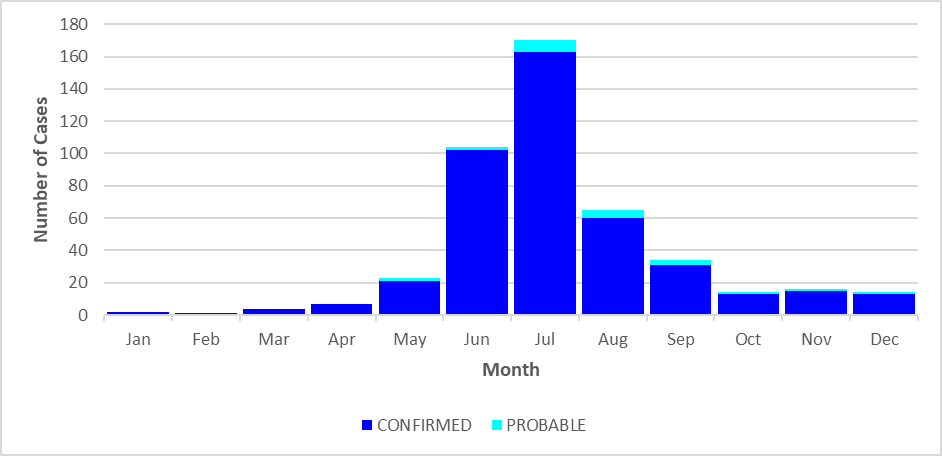 180
160
140
120
100
80
60
40
20
0
Number of Cases
Jan Feb Mar Apr May Jun Jul Aug Sep Oct Nov Dec
Month
CONFIRMED PROBABLE